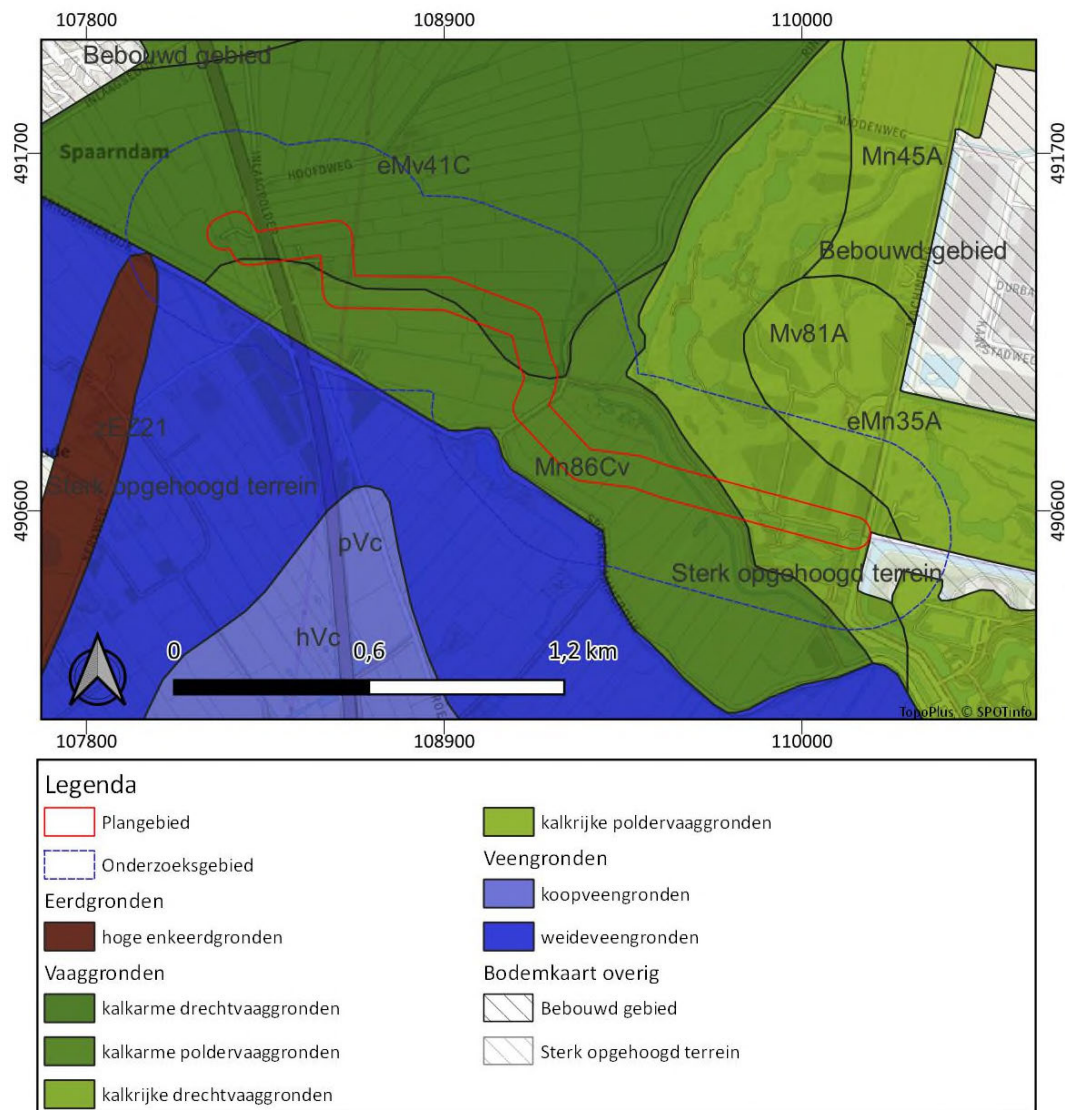 107800 108900 110000
Bebouwd gebied
MIDDENWEG
491700 491700
Spaarndam
HOOFDWEG
eMv41C
Mn45A
INLAAGPOLDER
Bebouwd gebied
Mv81A
STADWEG
zEZ21
eMn35A
Sterk opgehoogd terrein
Mn86Cv
490600 490600
pVc
Sterk opgehoogd terrein
hVc
0 0,6 1,2 km
TopoPlus © SPOTinfo
107800 108900 110000
Legenda
Plangebied
Onderzoeksgebied
Eerdgronden
hoge enkeerdgronden
Vaaggronden
kalkarme drechtvaaggronden
kalkarme poldervaaggronden
kalkrijke drechtvaaggronden
kalkrijke poldervaaggronden
Veengronden
koopveengronden
weideveengronden
Bodemkaart overig
Bebouwd gebied
Sterk opgehoogd terrein